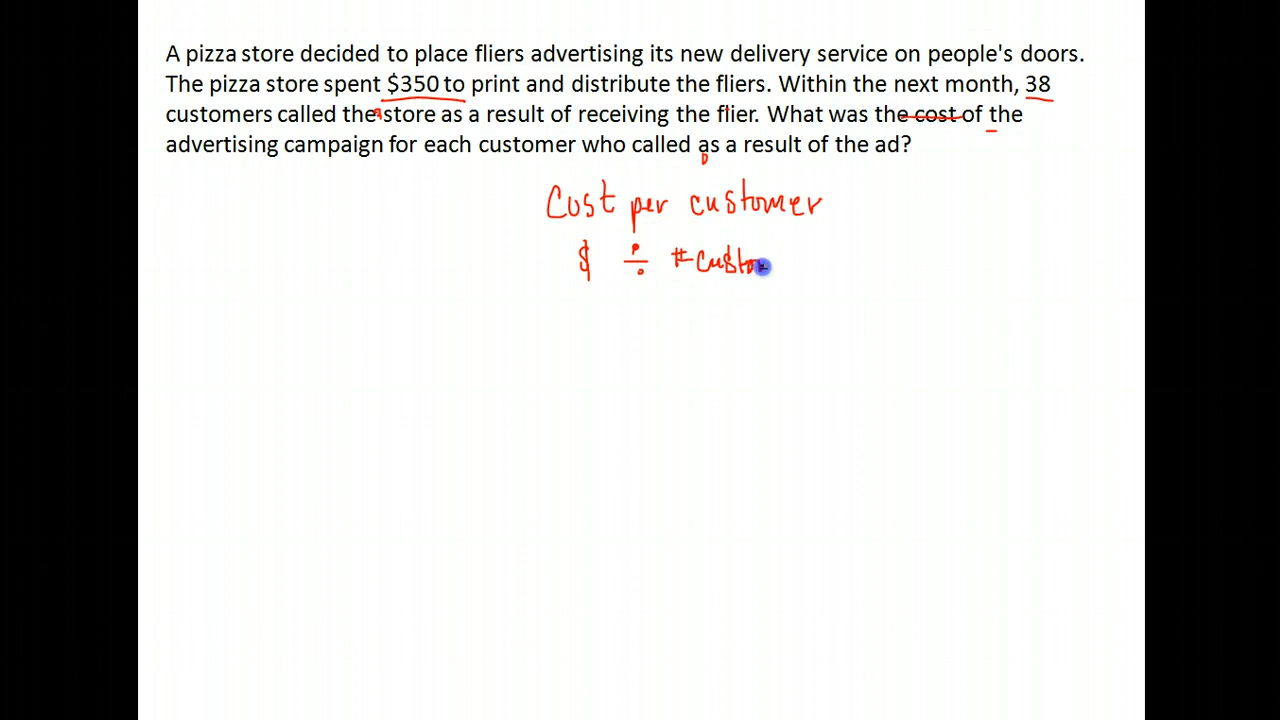 A pizza store decided to place fliers advertising its new delivery service on people's doors.
The pizza store spent $350 to print and distribute the fliers. Within the next month, 38
customers called the store as a result of receiving the flier. What was the cost of the
advertising campaign for each customer who called as a result of the ad?
Cost per customer
$ ÷ #custom